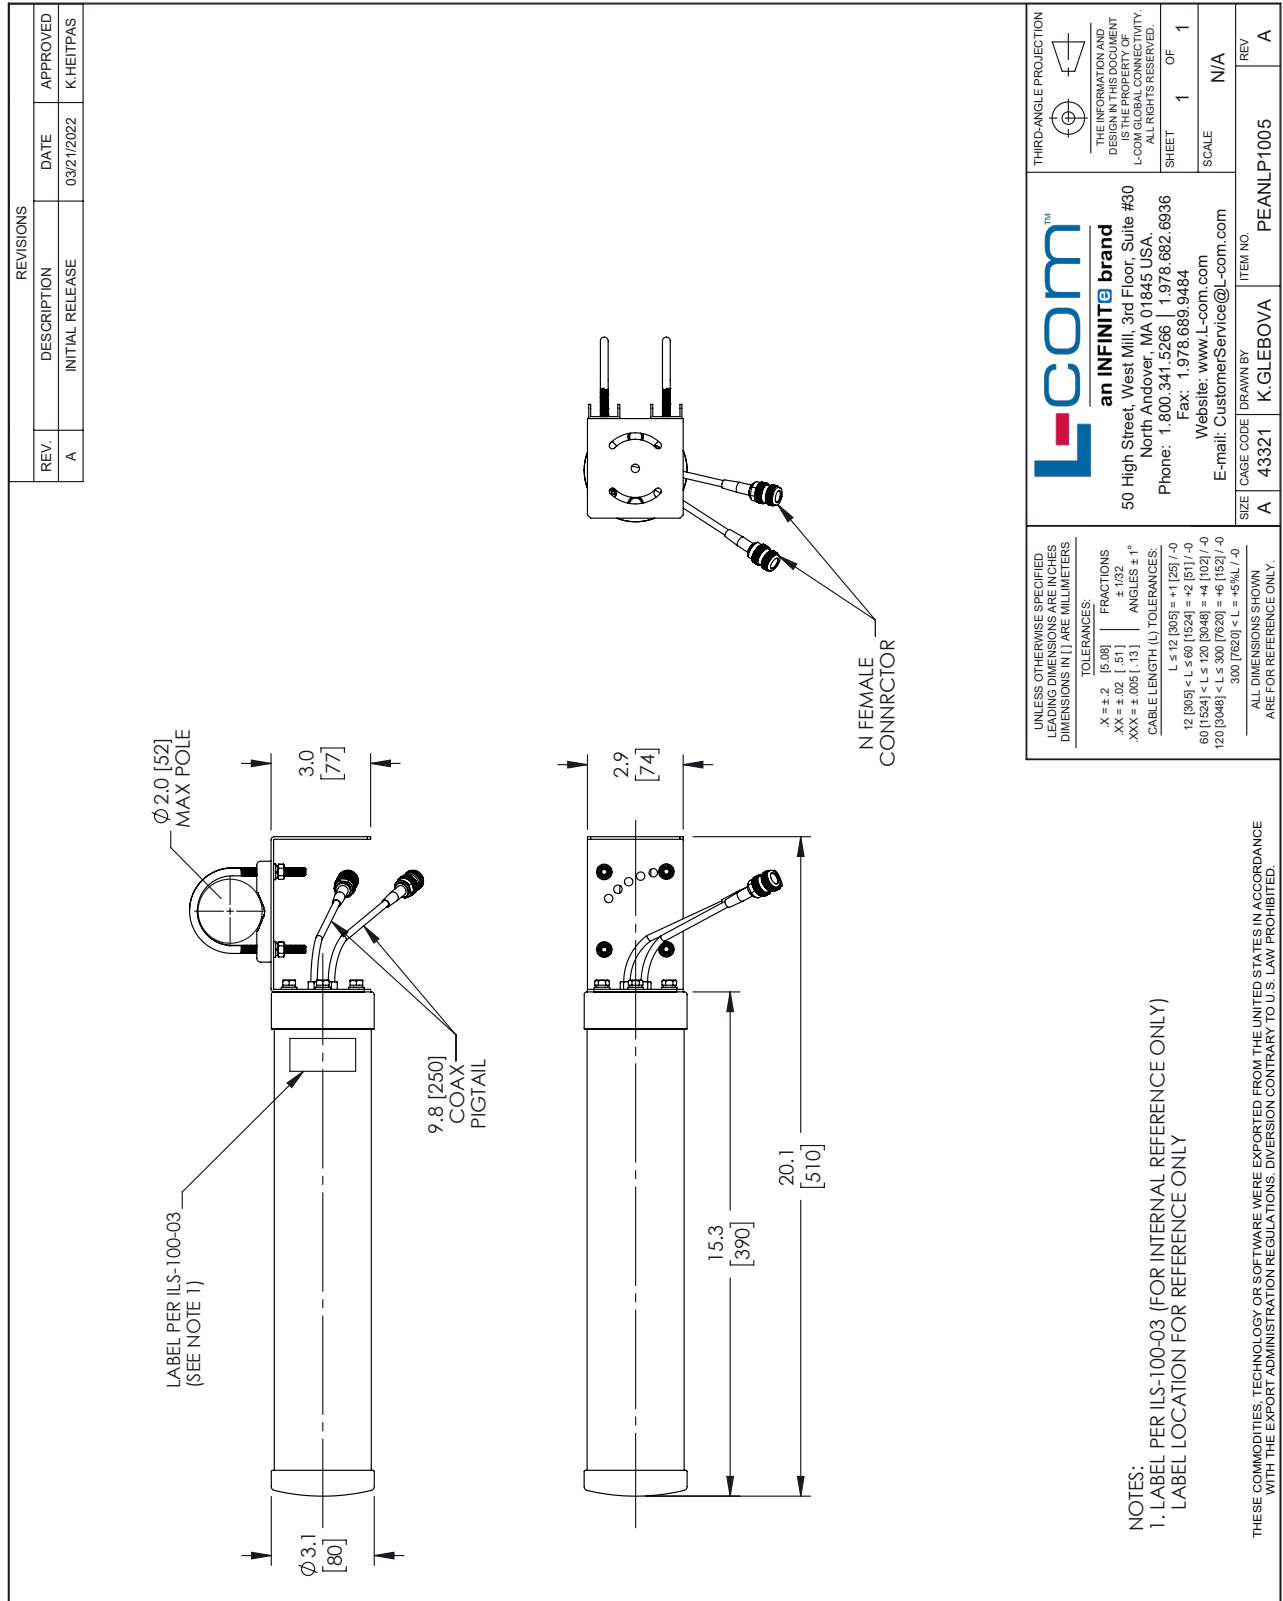 REVISIONS
REV. DESCRIPTION DATE APPROVED
A INITIAL RELEASE 03/21/2022 K.HEITPAS
LABEL PER ILS-100-03
(SEE NOTE 1)
Ø2.0 [52]
MAX POLE
3.0
[77]
Ø3.1
[80]
9.8 [250]
COAX
PIGTAIL
2.9
[74]
15.3
[390]
20.1
[510]
N FEMALE
CONNRCTOR
NOTES:
1. LABEL PER ILS-100-03 (FOR INTERNAL REFERENCE ONLY)
LABEL LOCATION FOR REFERENCE ONLY
THESE COMMODITIES, TECHNOLOGY OR SOFTWARE WERE EXPORTED FROM THE UNITED STATES IN ACCORDANCE
WITH THE EXPORT ADMINISTRATION REGULATIONS. DIVERSION CONTRARY TO U.S. LAW PROHIBITED.
UNLESS OTHERWISE SPECIFIED
LEADING DIMENSIONS ARE INCHES
DIMENSIONS IN [ ] ARE MILLIMETERS
TOLERANCES:
.X = ± .2 [5.08] FRACTIONS
.XX = ± .02 [ .51 ] ± 1/32
.XXX = ± .005 [ .13 ] ANGLES ± 1°
CABLE LENGTH (L) TOLERANCES:
L ≤ 12 [305] = +1 [25] / -0
12 [305] < L ≤ 60 [1524] = +2 [51] / -0
60 [1524] < L ≤ 120 [3048] = +4 [102] / -0
120 [3048] < L ≤ 300 [7620] = +6 [152] / -0
300 [7620] < L = +5%L / -0
ALL DIMENSIONS SHOWN
ARE FOR REFERENCE ONLY.
L-com™
an INFINITe brand
50 High Street, West Mill, 3rd Floor, Suite #30
North Andover, MA 01845 USA.
Phone: 1.800.341.5266 | 1.978.682.6936
Fax: 1.978.689.9484
Website: www.L-com.com
E-mail: CustomerService@L-com.com
THIRD-ANGLE PROJECTION
THE INFORMATION AND
DESIGN IN THIS DOCUMENT
IS THE PROPERTY OF
L-COM GLOBAL CONNECTIVITY.
ALL RIGHTS RESERVED.
SHEET 1 OF 1
SCALE N/A
SIZE A
CAGE CODE 43321
DRAWN BY K.GLEBOVA
ITEM NO. PEANLP1005
REV A